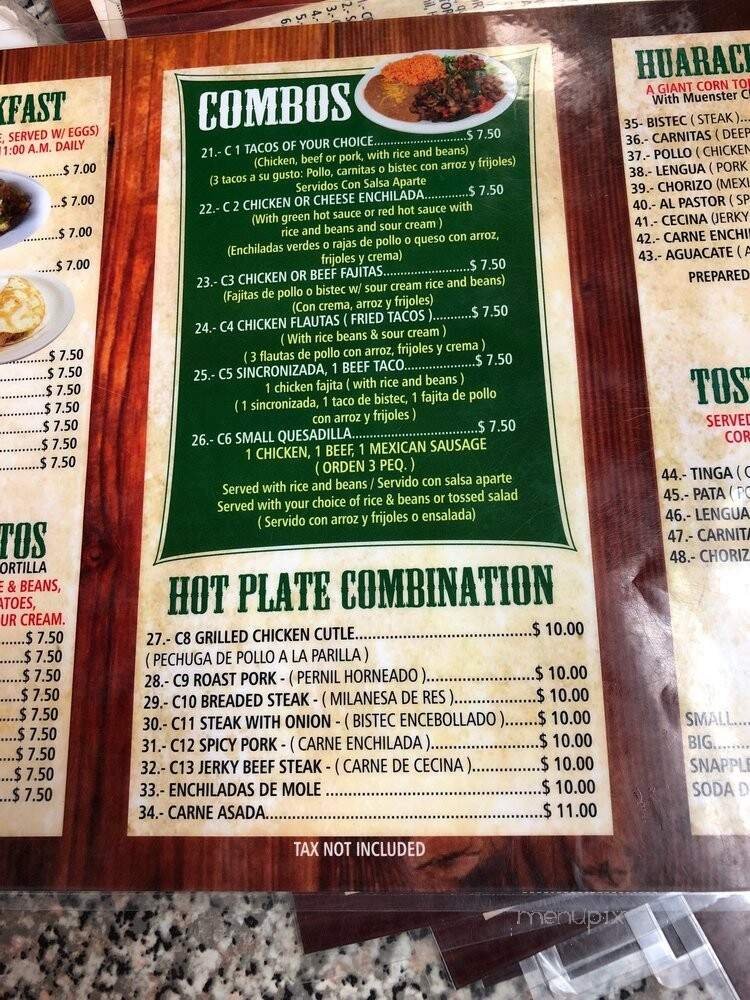 KFAST
, SERVED W/ EGGS)
11:00 A.M. DAILY
$ 7.00
$ 7.00
$ 7.00
$ 7.00
$ 7.50
$ 7.50
$ 7.50
$ 7.50
$ 7.50
$ 7.50
$ 7.50
TOS
ORTILLA
E & BEANS,
ATOES,
UR CREAM.
$ 7.50
$ 7.50
$ 7.50
$ 7.50
$ 7.50
$ 7.50
$ 7.50
$ 7.50
$ 7.50
COMBOS
21.- C 1 TACOS OF YOUR CHOICE..............................$ 7.50
(Chicken, beef or pork, with rice and beans)
(3 tacos a su gusto: Pollo, carnitas o bistec con arroz y frijoles)
Servidos Con Salsa Aparte
22.- C 2 CHICKEN OR CHEESE ENCHILADA..............$ 7.50
(With green hot sauce or red hot sauce with
rice and beans and sour cream )
(Enchiladas verdes o rajas de pollo o queso con arroz,
frijoles y crema)
23.- C3 CHICKEN OR BEEF FAJITAS........................$ 7.50
(Fajitas de pollo o bistec w/ sour cream rice and beans)
(Con crema, arroz y frijoles)
24.- C4 CHICKEN FLAUTAS ( FRIED TACOS )..........$ 7.50
( With rice beans & sour cream )
( 3 flautas de pollo con arroz, frijoles y crema )
25.- C5 SINCRONIZADA, 1 BEEF TACO....................$ 7.50
1 chicken fajita ( with rice and beans )
( 1 sincronizada, 1 taco de bistec, 1 fajita de pollo
con arroz y frijoles )
26.- C6 SMALL QUESADILLA...............................$ 7.50
1 CHICKEN, 1 BEEF, 1 MEXICAN SAUSAGE
( ORDEN 3 PEQ. )
Served with rice and beans / Servido con salsa aparte
Served with your choice of rice & beans or tossed salad
( Servido con arroz y frijoles o ensalada)
HOT PLATE COMBINATION
27.- C8 GRILLED CHICKEN CUTLE.......................................$ 10.00
( PECHUGA DE POLLO A LA PARILLA )
28.- C9 ROAST PORK - ( PERNIL HORNEADO )......................$ 10.00
29.- C10 BREADED STEAK - ( MILANESA DE RES )................$ 10.00
30.- C11 STEAK WITH ONION - ( BISTEC ENCEBOLLADO )......$ 10.00
31.- C12 SPICY PORK - ( CARNE ENCHILADA )......................$ 10.00
32.- C13 JERKY BEEF STEAK - ( CARNE DE CECINA )..............$ 10.00
33.- ENCHILADAS DE MOLE ............................................$ 10.00
34.- CARNE ASADA........................................................$ 11.00
TAX NOT INCLUDED
HUARACH
A GIANT CORN TO
With Muenster C
35- BISTEC ( STEAK )...
36.- CARNITAS ( DEEP
37.- POLLO ( CHICKEN
38.- LENGUA ( PORK
39.- CHORIZO (MEXI
40.- AL PASTOR ( SP
41.- CECINA (JERKY
42.- CARNE ENCHI
43.- AGUACATE ( A
PREPARED
TOST
SERVED
COR
44.- TINGA ( C
45.- PATA ( PO
46.- LENGUA
47.- CARNITA
48.- CHORIZ
SMALL
BIG
SNAPPLE
SODA D
menupix